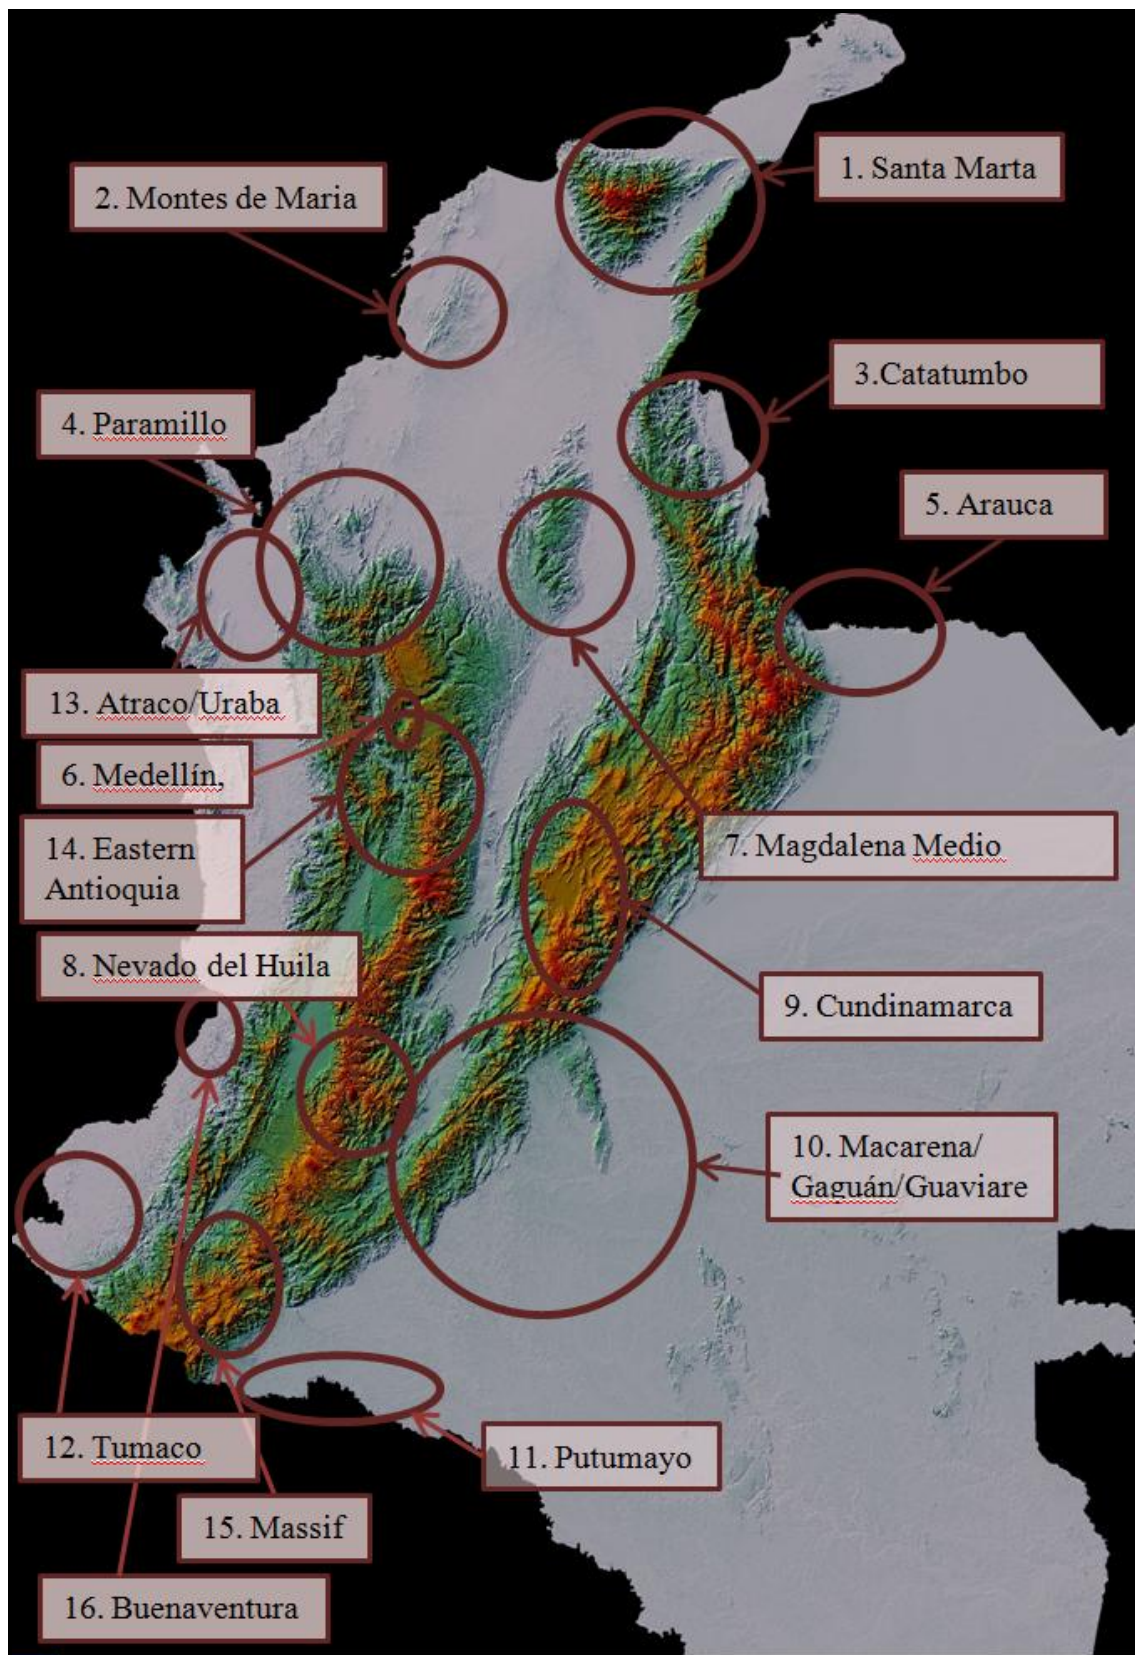 1. Santa Marta
2. Montes de Maria
3.Catatumbo
4. Paramillo
5. Arauca
13. Atraco/Uraba
6. Medellín,
14. Eastern
Antioquia
7. Magdalena Medio
8. Nevado del Huila
9. Cundinamarca
10. Macarena/
Gaguán/Guaviare
12. Tumaco
11. Putumayo
15. Massif
16. Buenaventura